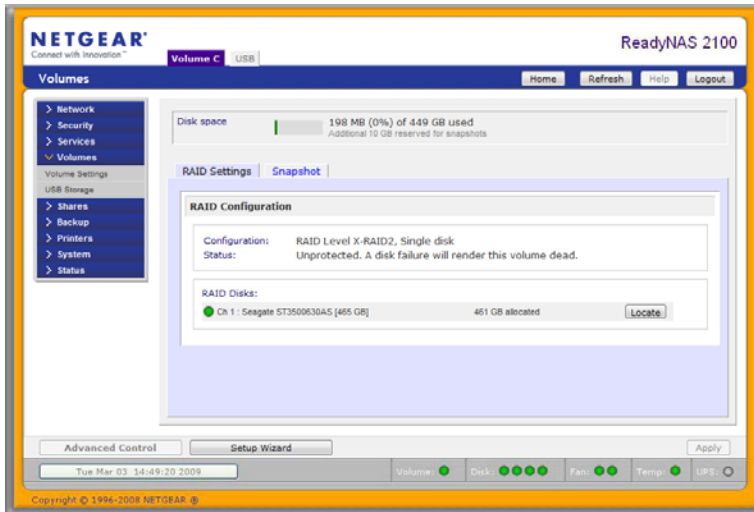 NETGEAR®
Connect with Innovation™
ReadyNAS 2100
Volume C
USB
Volumes
Home
Refresh
Help
Logout
> Network
> Security
> Services
Volumes
Volume Settings
USB Storage
> Shares
> Backup
> Printers
> System
> Status
Disk space
198 MB (0%) of 449 GB used
Additional 10 GB reserved for snapshots
RAID Settings
Snapshot
RAID Configuration
Configuration: RAID Level X-RAID2, Single disk
Status: Unprotected. A disk failure will render this volume dead.
RAID Disks:
Ch 1 : Seagate ST3500630AS [465 GB] 461 GB allocated Locate
Advanced Control
Setup Wizard
Apply
Tue Mar 03 14:49:20 2009
Volume:
Disk:
Fan:
Temp:
UPS:
Copyright © 1996-2008 NETGEAR ®